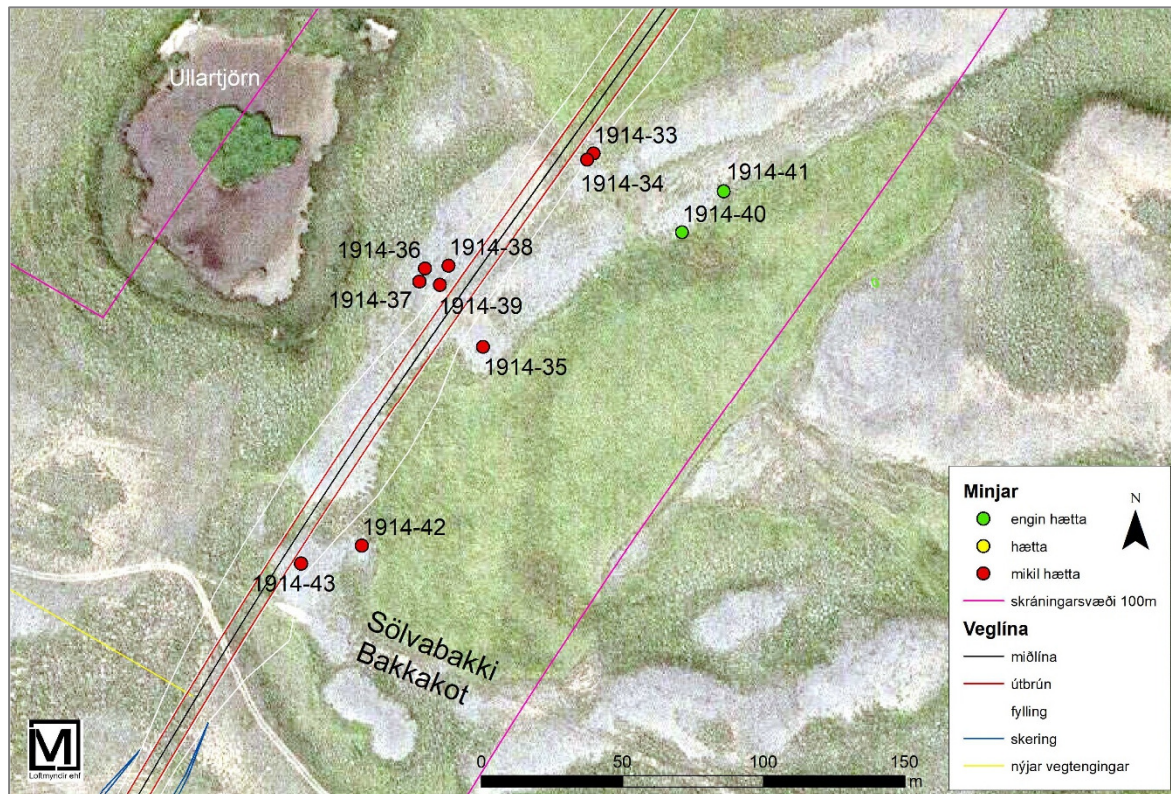 Ullartjörn
1914-33
1914-34
1914-41
1914-40
1914-36
1914-38
1914-37
1914-39
1914-35
1914-42
1914-43
Sölvabakki
Bakkakot
Minjar
N
engin hætta
hætta
mikil hætta
skráningarsvæði 100m
Veglína
miðlína
útbrún
fylling
skering
nýjar vegtengingar
M
Loftmyndir ehf
0 50 100 150
m